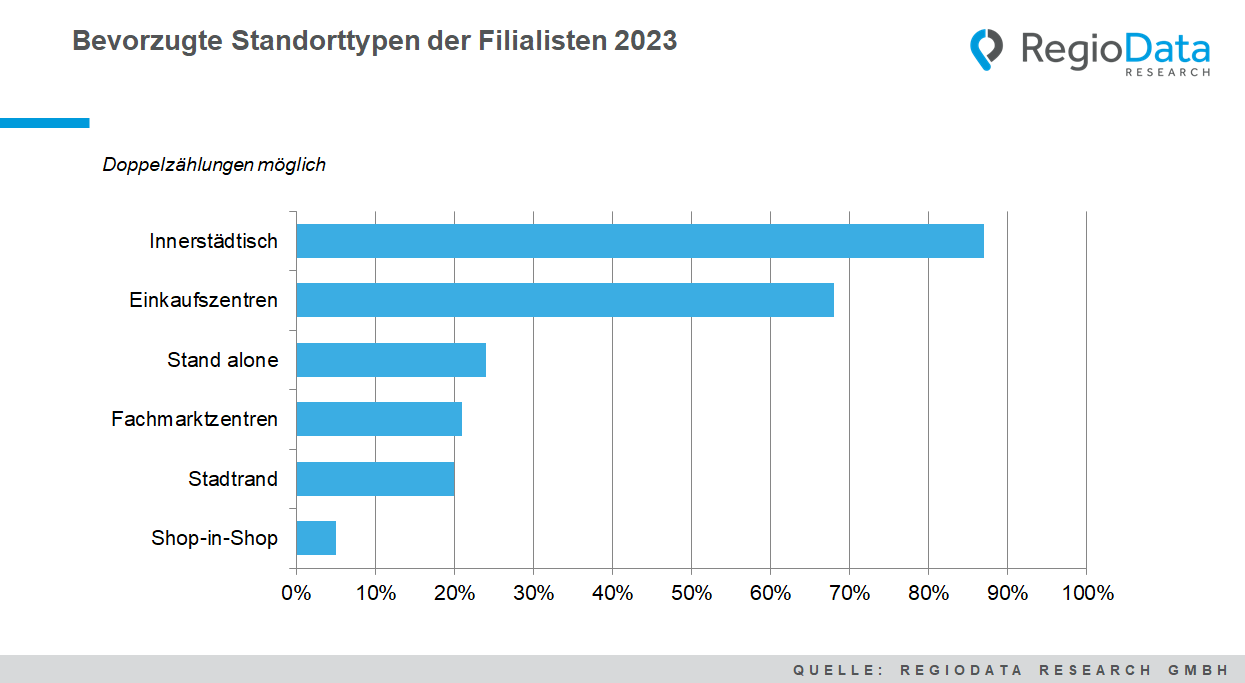 Bevorzugte Standorttypen der Filialisten 2023
RegioData
RESEARCH
Doppelzählungen möglich
Innerstädtisch
Einkaufszentren
Stand alone
Fachmarktzentren
Stadtrand
Shop-in-Shop
0% 10% 20% 30% 40% 50% 60% 70% 80% 90% 100%
QUELLE: REGIODATA RESEARCH GMBH